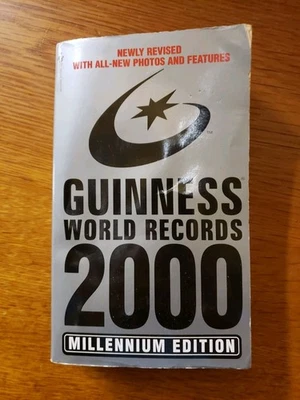 NEWLY REVISED
WITH ALL-NEW PHOTOS AND FEATURES
GUINNESS
WORLD RECORDS
2000
MILLENNIUM EDITION